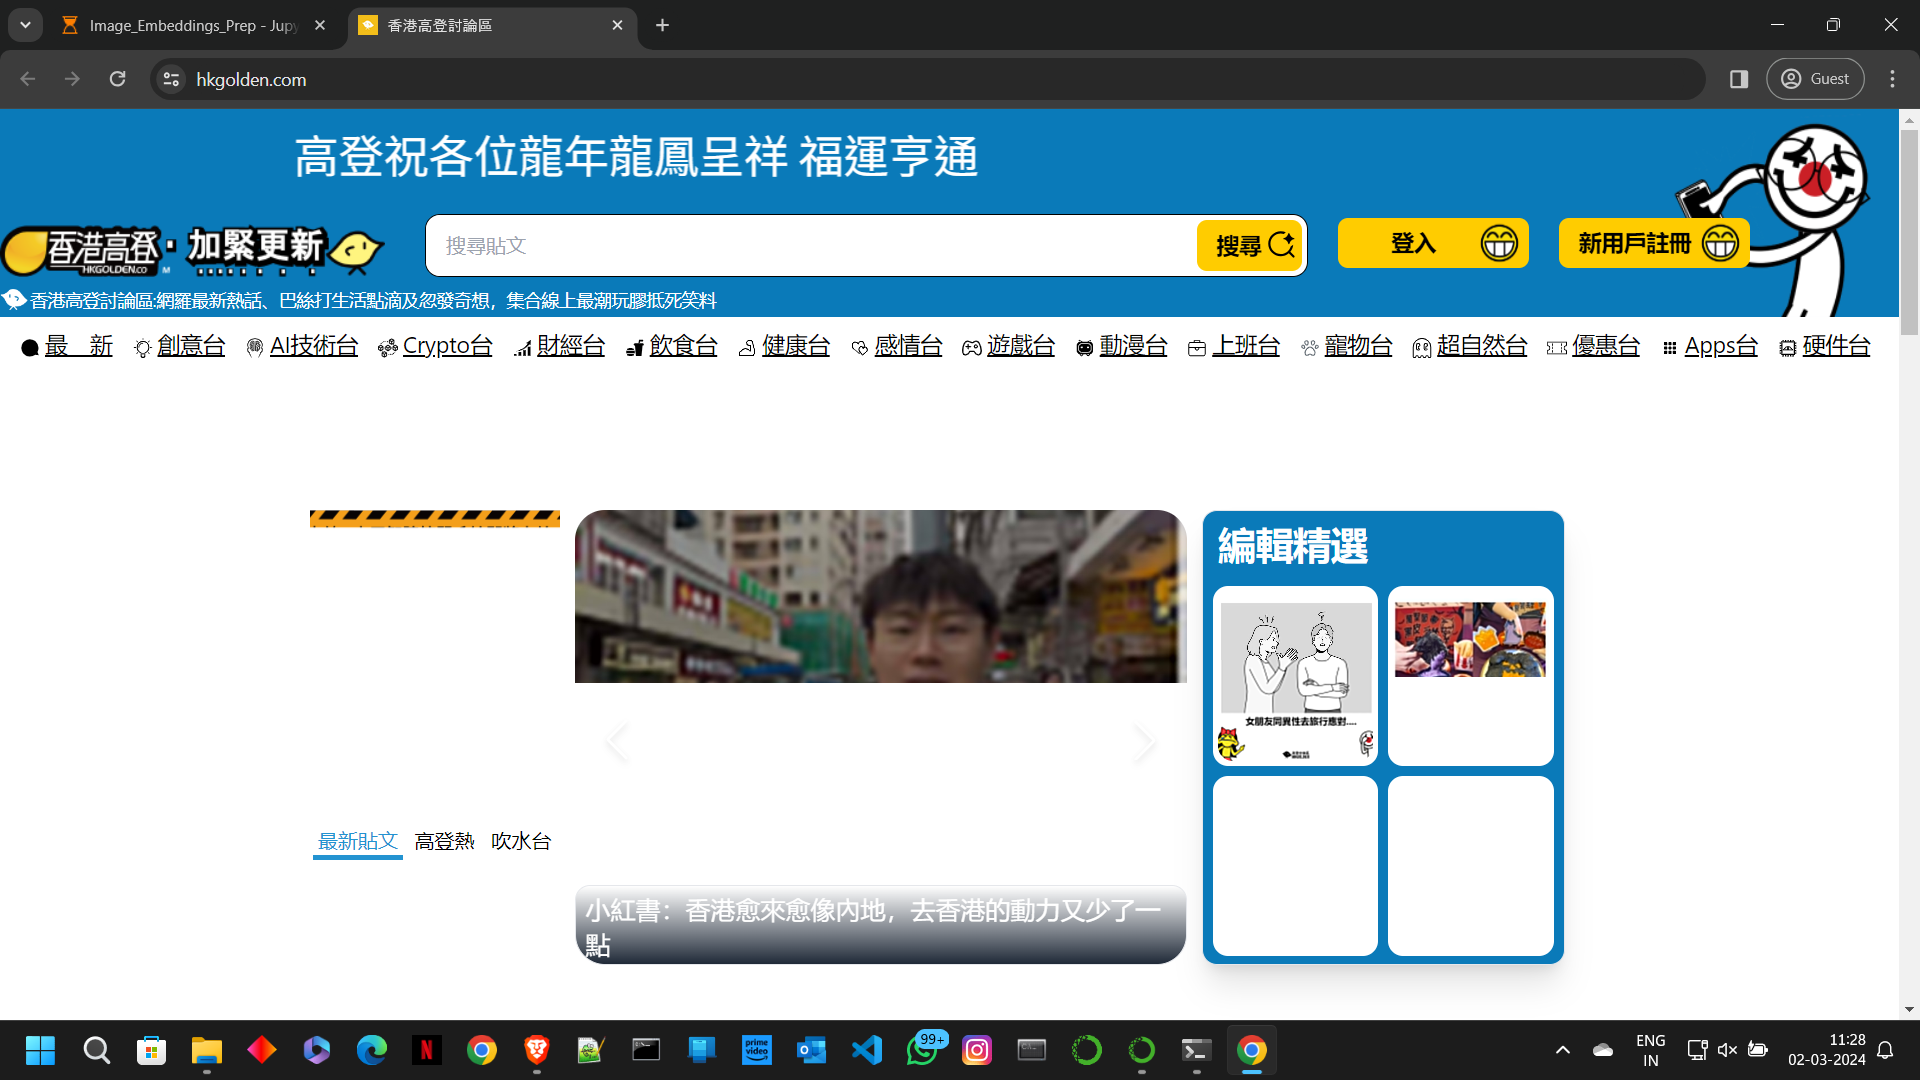 Image_Embeddings_Prep - Jupy
香港高登討論區
hkgolden.com
Guest
高登祝各位龍年龍鳳呈祥 福運亨通
香港高登
HKGOLDEN.CO
加緊更新
搜尋貼文
搜尋
登入
新用戶註冊
香港高登討論區:網羅最新熱話、巴絲打生活點滴及忽發奇想，集合線上最潮玩膠抵死笑料
最　新 創意台 AI技術台 Crypto台 財經台 飲食台 健康台 感情台 遊戲台 動漫台 上班台 寵物台 超自然台 優惠台 Apps台 硬件台
編輯精選
女朋友同異性去旅行應對....
最新貼文 高登熱 吹水台
小紅書：香港愈來愈像內地，去香港的動力又少了一
點
prime video
99+
ENG
IN
11:28
02-03-2024